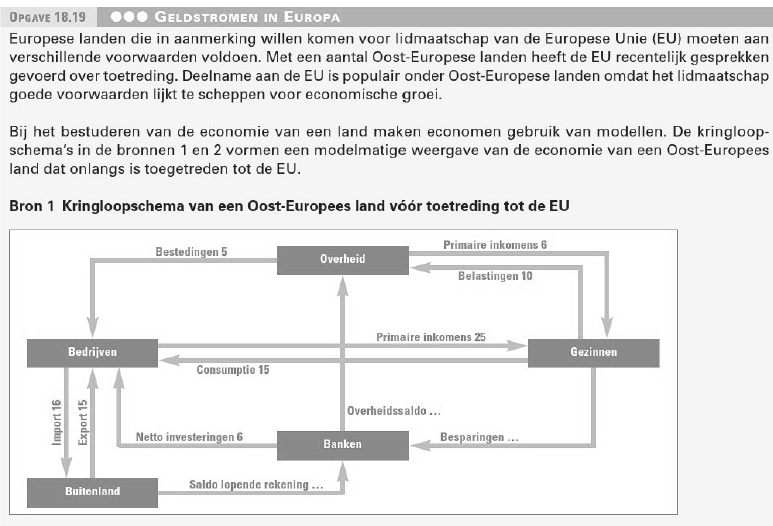 OPGAVE 18.19 ●●● GELDSTROMEN IN EUROPA
Europese landen die in aanmerking willen komen voor lidmaatschap van de Europese Unie (EU) moeten aan
verschillende voorwaarden voldoen. Met een aantal Oost-Europese landen heeft de EU recentelijk gesprekken
gevoerd over toetreding. Deelname aan de EU is populair onder Oost-Europese landen omdat het lidmaatschap
goede voorwaarden lijkt te scheppen voor economische groei.
Bij het bestuderen van de economie van een land maken economen gebruik van modellen. De kringloop-
schema's in de bronnen 1 en 2 vormen een modelmatige weergave van de economie van een Oost-Europees
land dat onlangs is toegetreden tot de EU.
Bron 1 Kringloopschema van een Oost-Europees land vóór toetreding tot de EU
Bestedingen 5
Overheid
Primaire inkomens 6
Belastingen 10
Bedrijven
Primaire inkomens 25
Gezinnen
Consumptie 15
Import 16
Export 15
Overheidssaldo ...
Netto investeringen 6
Banken
Besparingen ...
Buitenland
Saldo lopende rekening ...